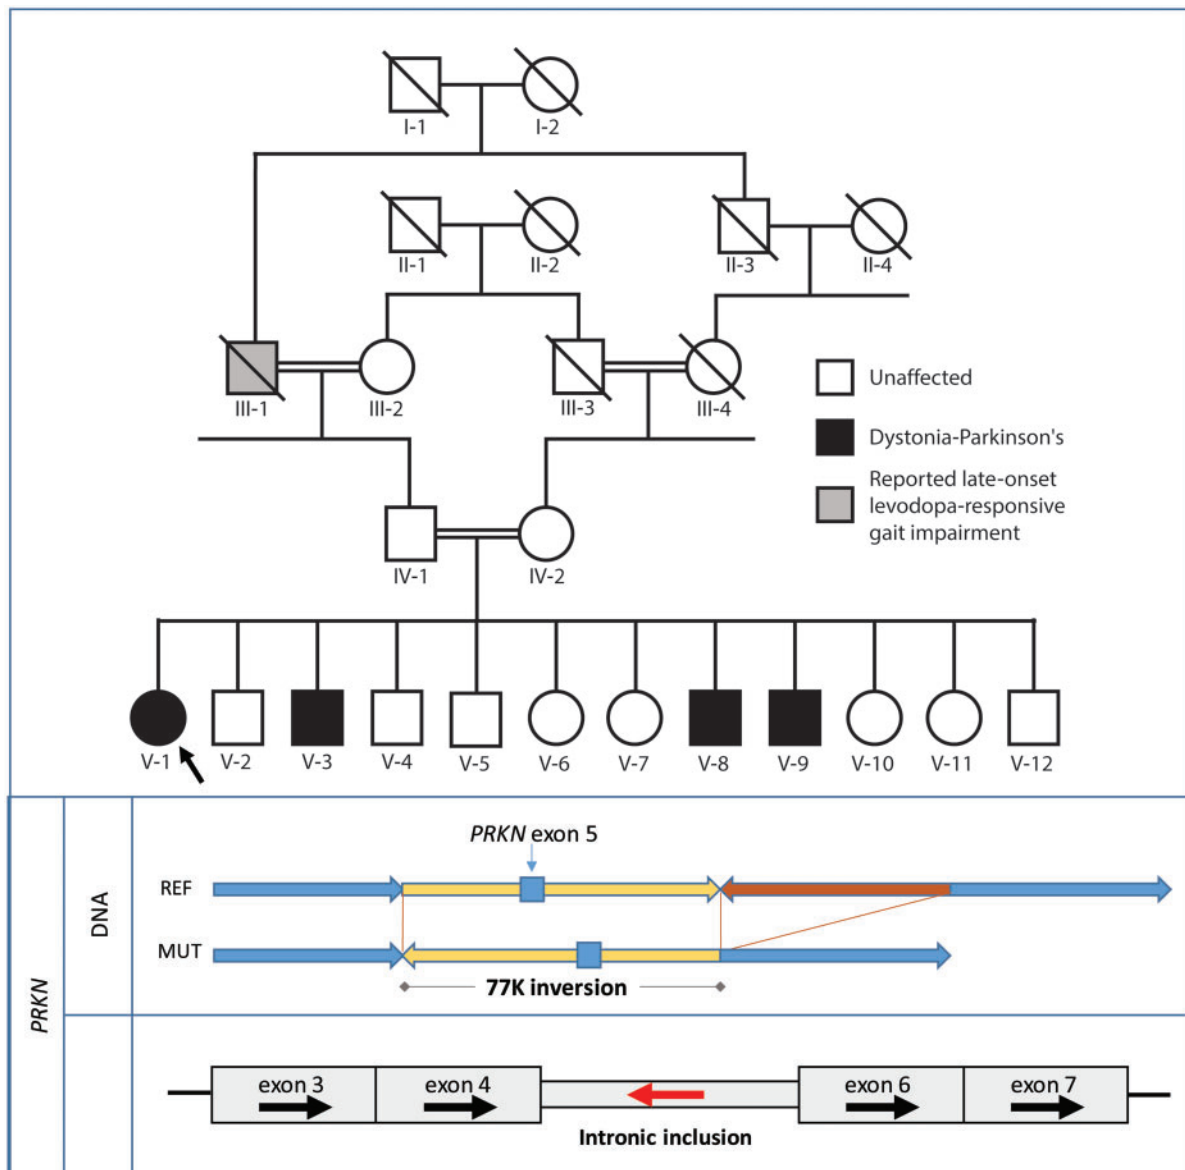 I-1
I-2
II-1
II-2
II-3
II-4
III-1
III-2
III-3
III-4
Unaffected
Dystonia-Parkinson's
Reported late-onset
levodopa-responsive
gait impairment
IV-1
IV-2
V-1
V-2
V-3
V-4
V-5
V-6
V-7
V-8
V-9
V-10
V-11
V-12
PRKN
DNA
PRKN exon 5
REF
MUT
77K inversion
exon 3
exon 4
exon 6
exon 7
Intronic inclusion